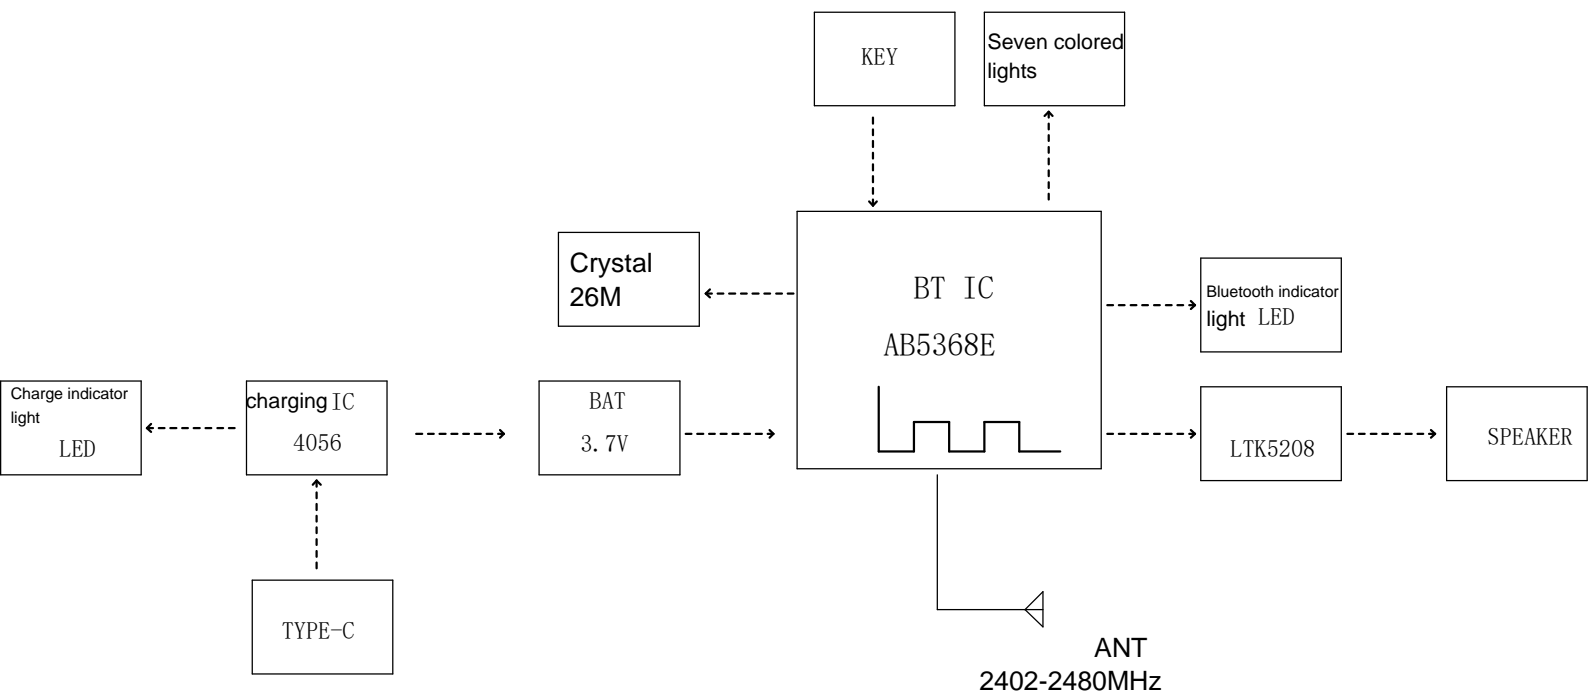 KEY
Seven colored
lights
Crystal
26M
BT IC
AB5368E
Bluetooth indicator
light LED
Charge indicator
light
LED
charging IC
4056
BAT
3.7V
LTK5208
SPEAKER
TYPE-C
ANT
2402-2480MHz